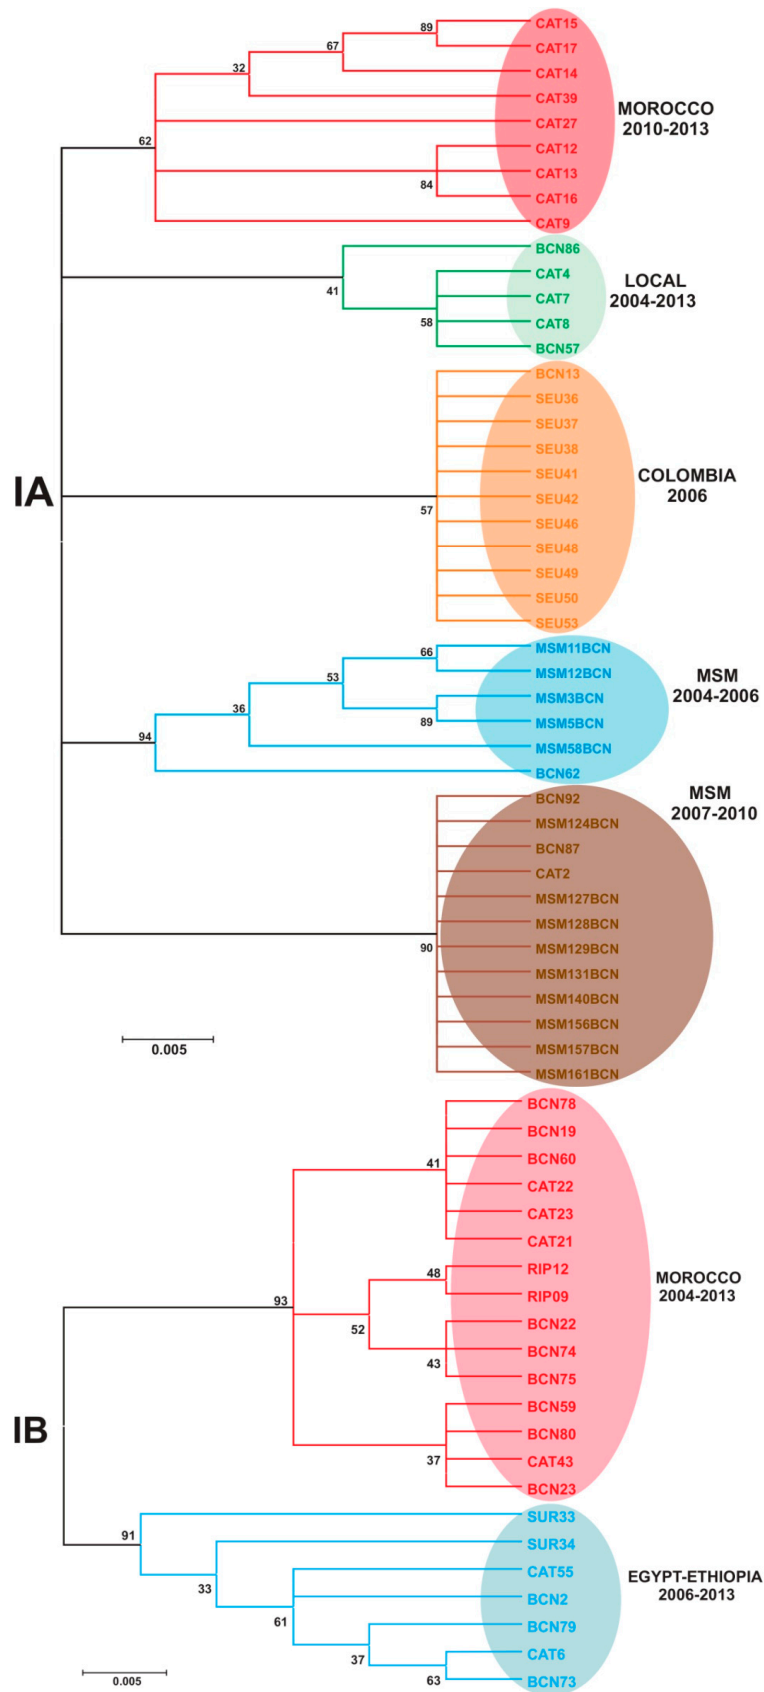 CAT15
89
CAT17
67
CAT14
32
CAT39
MOROCCO
2010-2013
CAT27
62
CAT12
CAT13
84
CAT16
CAT9
BCN86
CAT4
41
LOCAL
2004-2013
CAT7
58
CAT8
BCN57
BCN13
SEU36
SEU37
SEU38
SEU41
COLOMBIA
2006
IA
SEU42
57
SEU46
SEU48
SEU49
SEU50
SEU53
MSM11BCN
66
MSM12BCN
53
MSM
2004-2006
MSM3BCN
36
89
MSM5BCN
94
MSM58BCN
BCN62
MSM
2007-2010
BCN92
MSM124BCN
BCN87
CAT2
MSM127BCN
MSM128BCN
90
MSM129BCN
MSM131BCN
MSM140BCN
MSM156BCN
0.005
MSM157BCN
MSM161BCN
BCN78
BCN19
BCN60
41
CAT22
CAT23
CAT21
RIP12
48
MOROCCO
2004-2013
RIP09
93
BCN22
52
BCN74
43
BCN75
BCN59
IB
BCN80
37
CAT43
BCN23
SUR33
91
SUR34
CAT55
EGYPT-ETHIOPIA
2006-2013
33
BCN2
61
BCN79
37
CAT6
63
BCN73
0.005